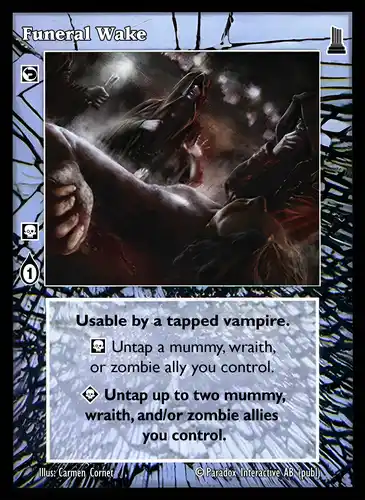 Funeral Wake
1
Usable by a tapped vampire.
Untap a mummy, wraith,
or zombie ally you control.
Untap up to two mummy,
wraith, and/or zombie allies
you control.
Illus: Carmen Cornet © Paradox Interactive AB (publ)